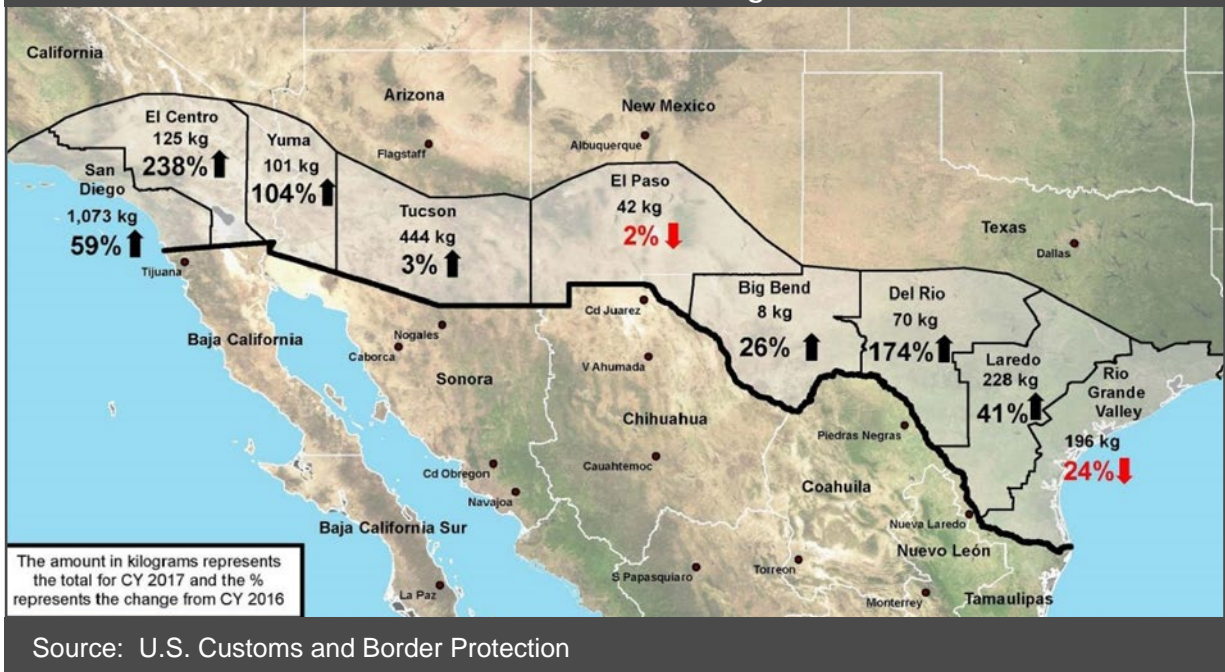 California
Arizona
New Mexico
El Centro
125 kg
238%
Yuma
101 kg
104%
San
Diego
1,073 kg
59%
Tucson
444 kg
3%
El Paso
42 kg
2%
Big Bend
8 kg
26%
Del Rio
70 kg
174%
Laredo
228 kg
41%
Rio
Grande
Valley
196 kg
24%
Flagstaff
Albuquerque
Texas
Dallas
Tijuana
Baja California
Nogales
Caborca
Sonora
Cd Juarez
V Ahumada
Chihuahua
Cauahtemoc
Cd Obregon
Navajoa
Piedras Negras
Coahuila
Baja California Sur
Nueva Laredo
Nuevo León
La Paz
S Papasquiaro
Torreon
Monterrey
Tamaulipas
The amount in kilograms represents
the total for CY 2017 and the %
represents the change from CY 2016
Source: U.S. Customs and Border Protection